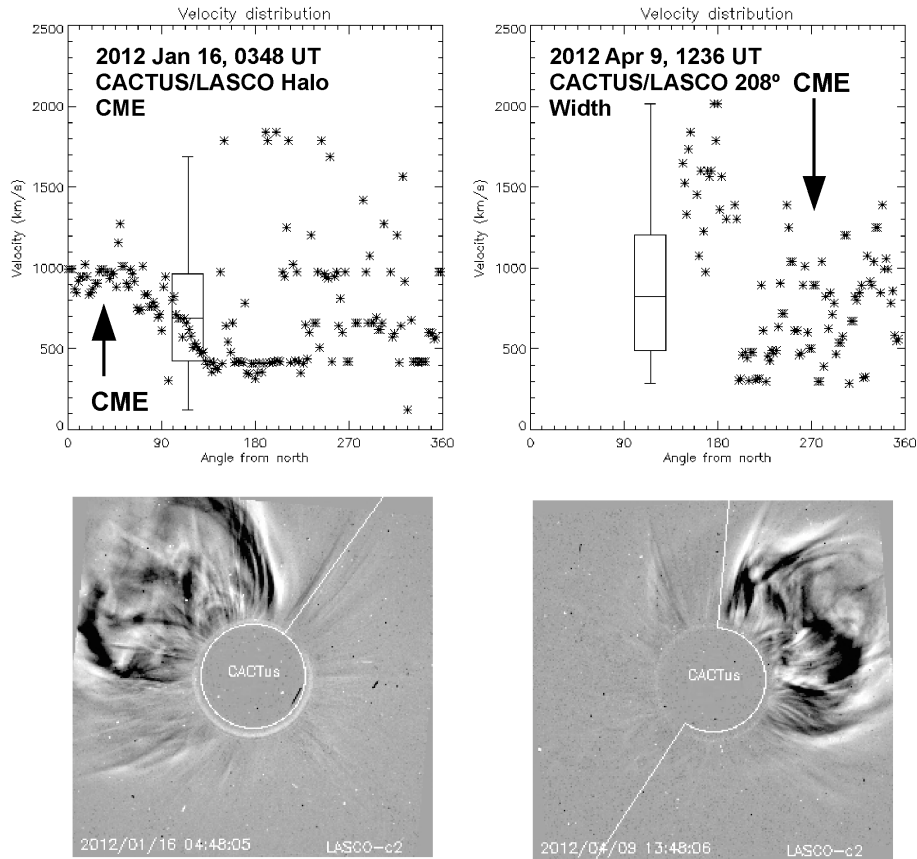 Velocity distribution
2500
2000
1500
1000
500
0
Velocity (km/s)
2012 Jan 16, 0348 UT
CACTUS/LASCO Halo
CME
CME
0 90 180 270 360
Angle from north
Velocity distribution
2500
2000
1500
1000
500
0
Velocity (km/s)
2012 Apr 9, 1236 UT
CACTUS/LASCO 208º CME
Width
0 90 180 270 360
Angle from north
CACTus
2012/01/16 04:48:05 LASCO-c2
CACTus
2012/04/09 13:48:06 LASCO-c2